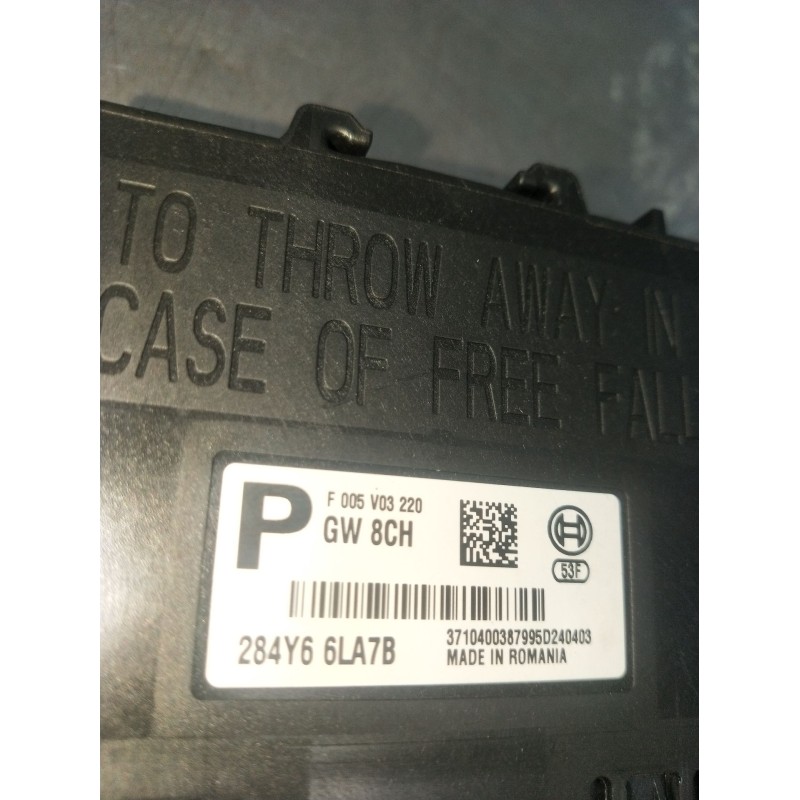 TO THROW AWAY: IN
CASE OF FREE FALL
P
F 005 V03 220
GW 8CH
53F
284Y6 6LA7B
3710400387995D240403
MADE IN ROMANIA